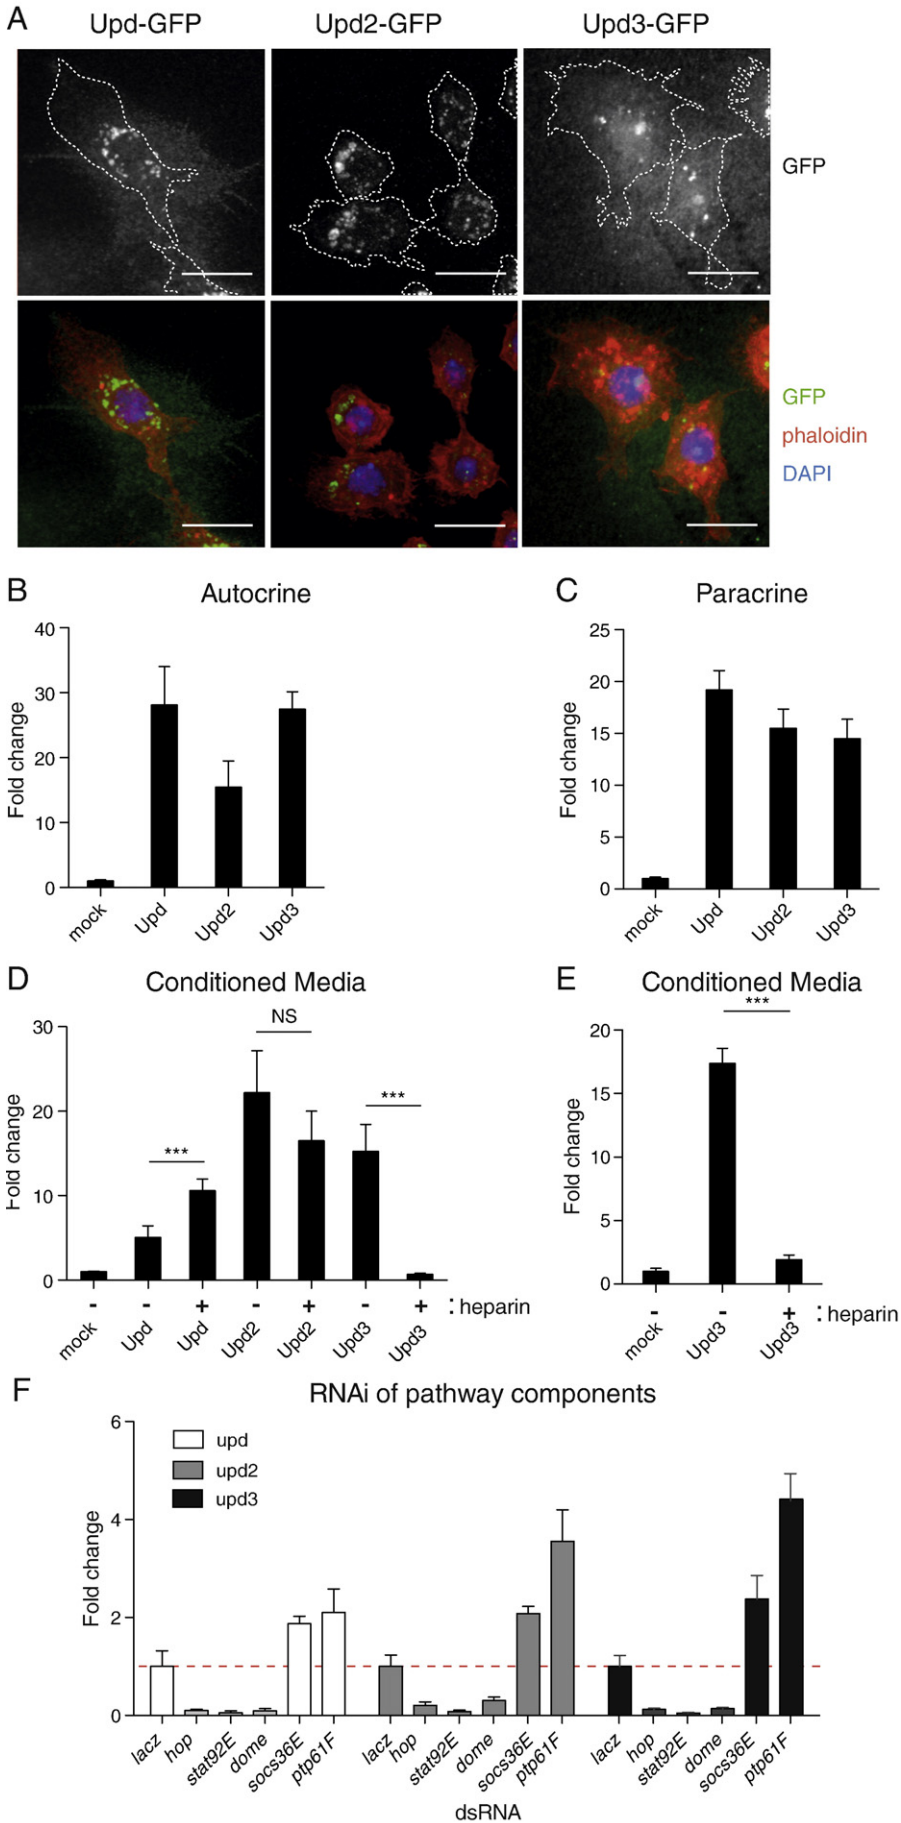 A
Upd-GFP Upd2-GFP Upd3-GFP
GFP
GFP
phaloidin
DAPI
B Autocrine
Fold change
40
30
20
10
0
mock Upd Upd2 Upd3
C Paracrine
Fold change
25
20
15
10
5
0
mock Upd Upd2 Upd3
D Conditioned Media
Fold change
30
20
10
0
*** NS ***
- - + - + - + : heparin
mock Upd Upd Upd2 Upd2 Upd3 Upd3
E Conditioned Media
Fold change
20
15
10
5
0
***
- - + : heparin
mock Upd3 Upd3
F RNAi of pathway components
Fold change
6
4
2
0
upd
upd2
upd3
lacz hop stat92E dome socs36E ptp61F lacz hop stat92E dome socs36E ptp61F lacz hop stat92E dome socs36E ptp61F
dsRNA